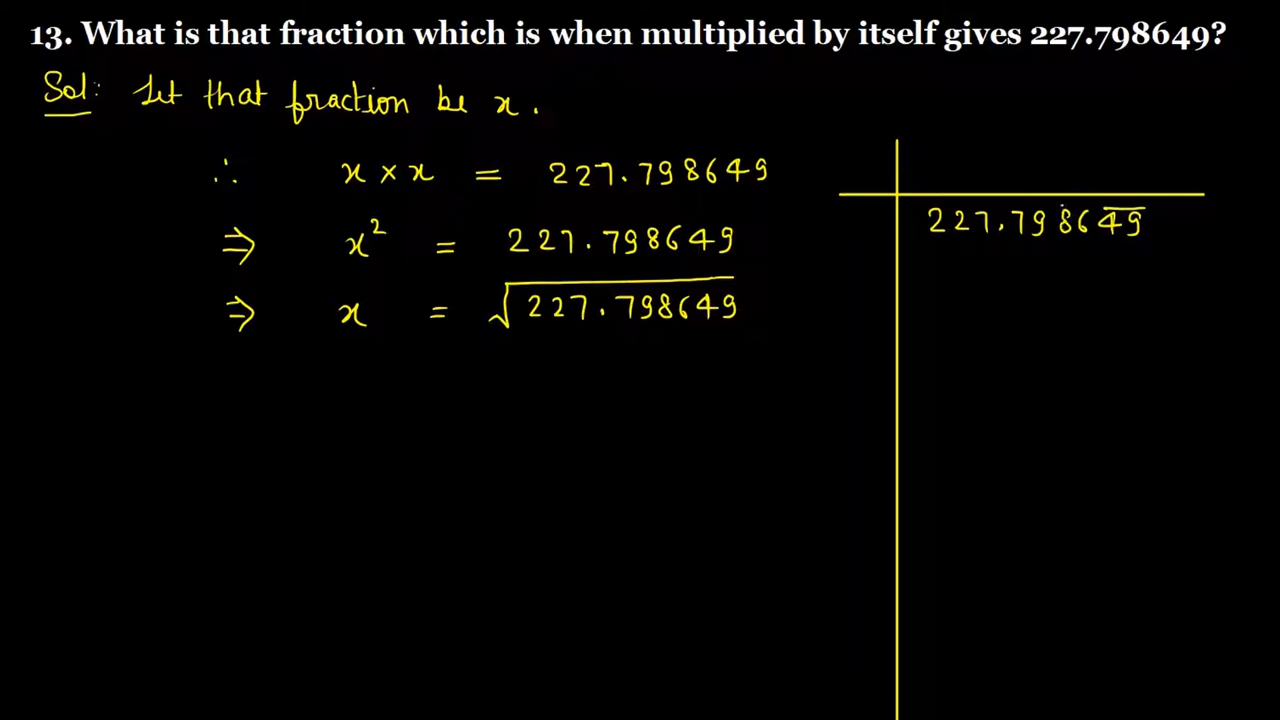 13. What is that fraction which is when multiplied by itself gives 227.798649?
Sol: Let that fraction be x.
∴ x × x = 227.798649
⇒ x² = 227.798649
⇒ x = √227.798649
227.798649